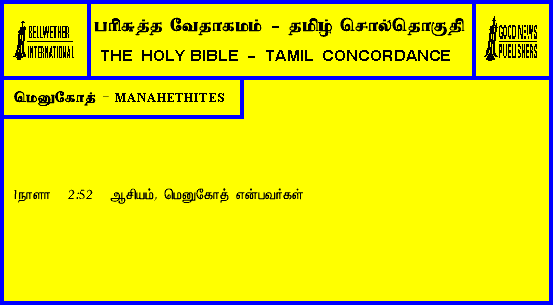 BELLWETHER
INTERNATIONAL
பரிசுத்த வேதாகமம் - தமிழ் சொல்தொகுதி
THE HOLY BIBLE - TAMIL CONCORDANCE
GOOD NEWS
PUBLISHERS
மெனுகோத் - MANAHETHITES
1நாளா 2:52 ஆசியம், மெனுகோத் என்பவர்கள்